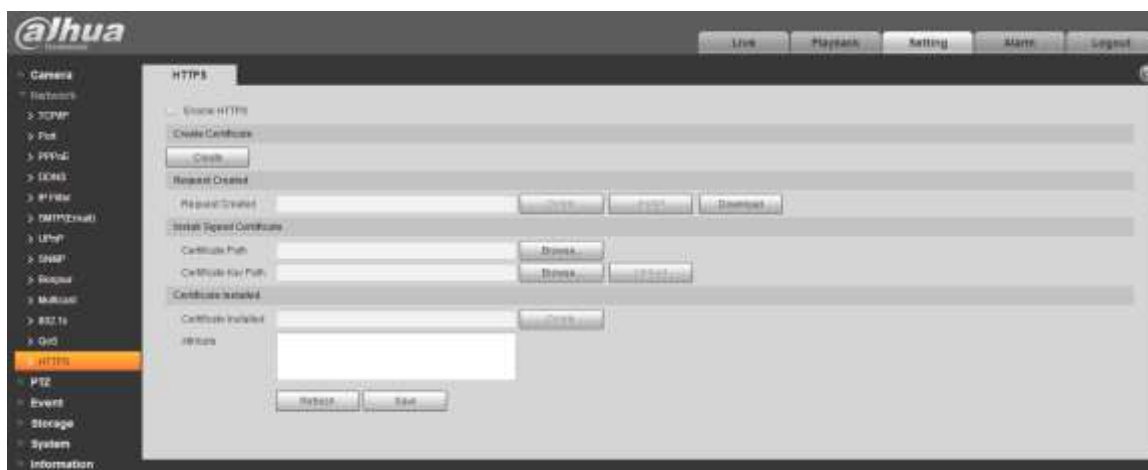 alhua
Live
Playback
Setting
Alarm
Logout
Camera
Network
TCP/IP
Port
PPPoE
DDNS
IP Filter
SMTP(Email)
UPnP
SNMP
Bonjour
Multicast
802.1x
QoS
HTTPS
PTZ
Event
Storage
System
Information
HTTPS
Enable HTTPS
Create Certificate
Create
Request Created
Request Created
Delete
Install
Download
Install Signed Certificate
Certificate Path
Browse...
Certificate Key Path
Browse...
Upload
Certificate Installed
Certificate Installed
Delete
Attribute
Refresh
Save